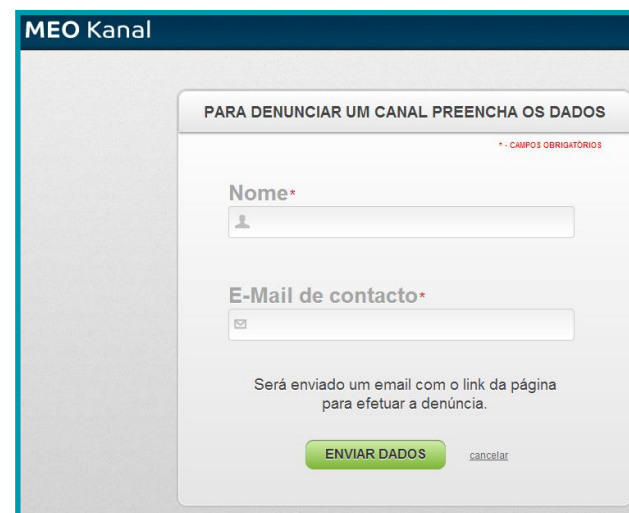 MEO Kanal
PARA DENUNCIAR UM CANAL PREENCHA OS DADOS
* - CAMPOS OBRIGATÓRIOS
Nome*
E-Mail de contacto*
Será enviado um email com o link da página
para efetuar a denúncia.
ENVIAR DADOS cancelar